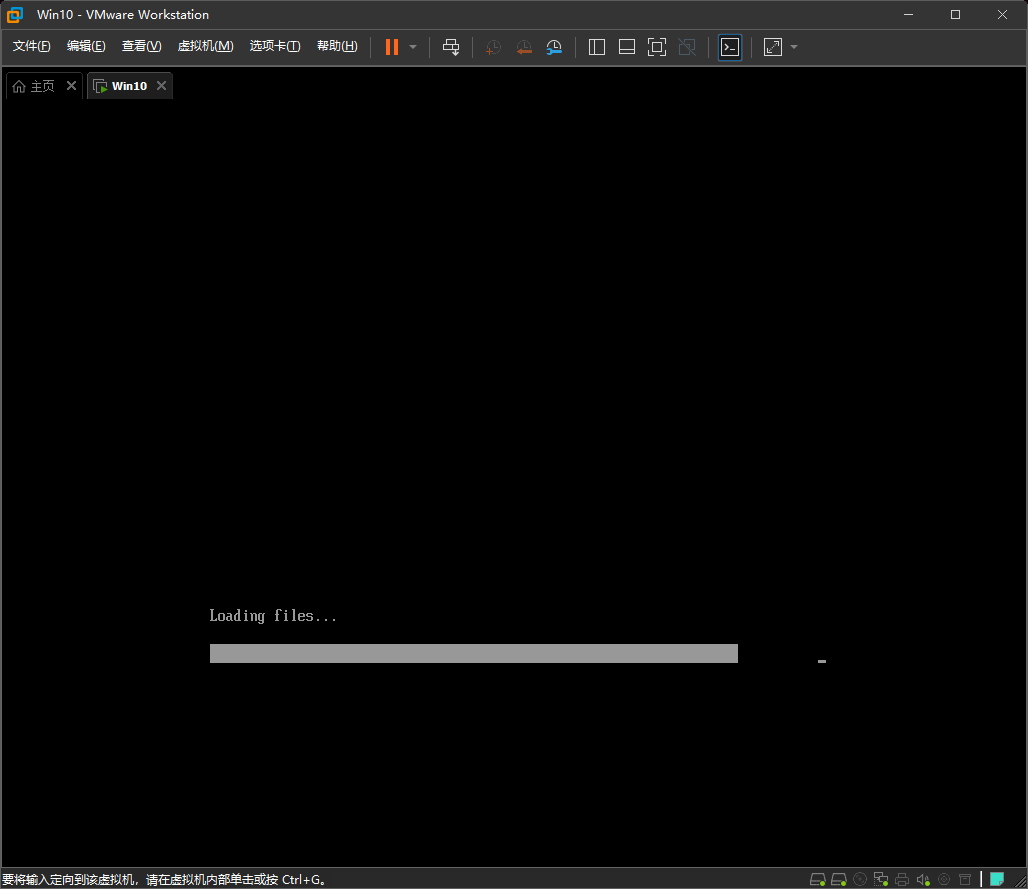 Win10 - VMware Workstation
文件(F) 编辑(E) 查看(V) 虚拟机(M) 选项卡(T) 帮助(H)
主页 Win10
Loading files...
要将输入定向到该虚拟机，请在虚拟机内部单击或按 Ctrl+G。